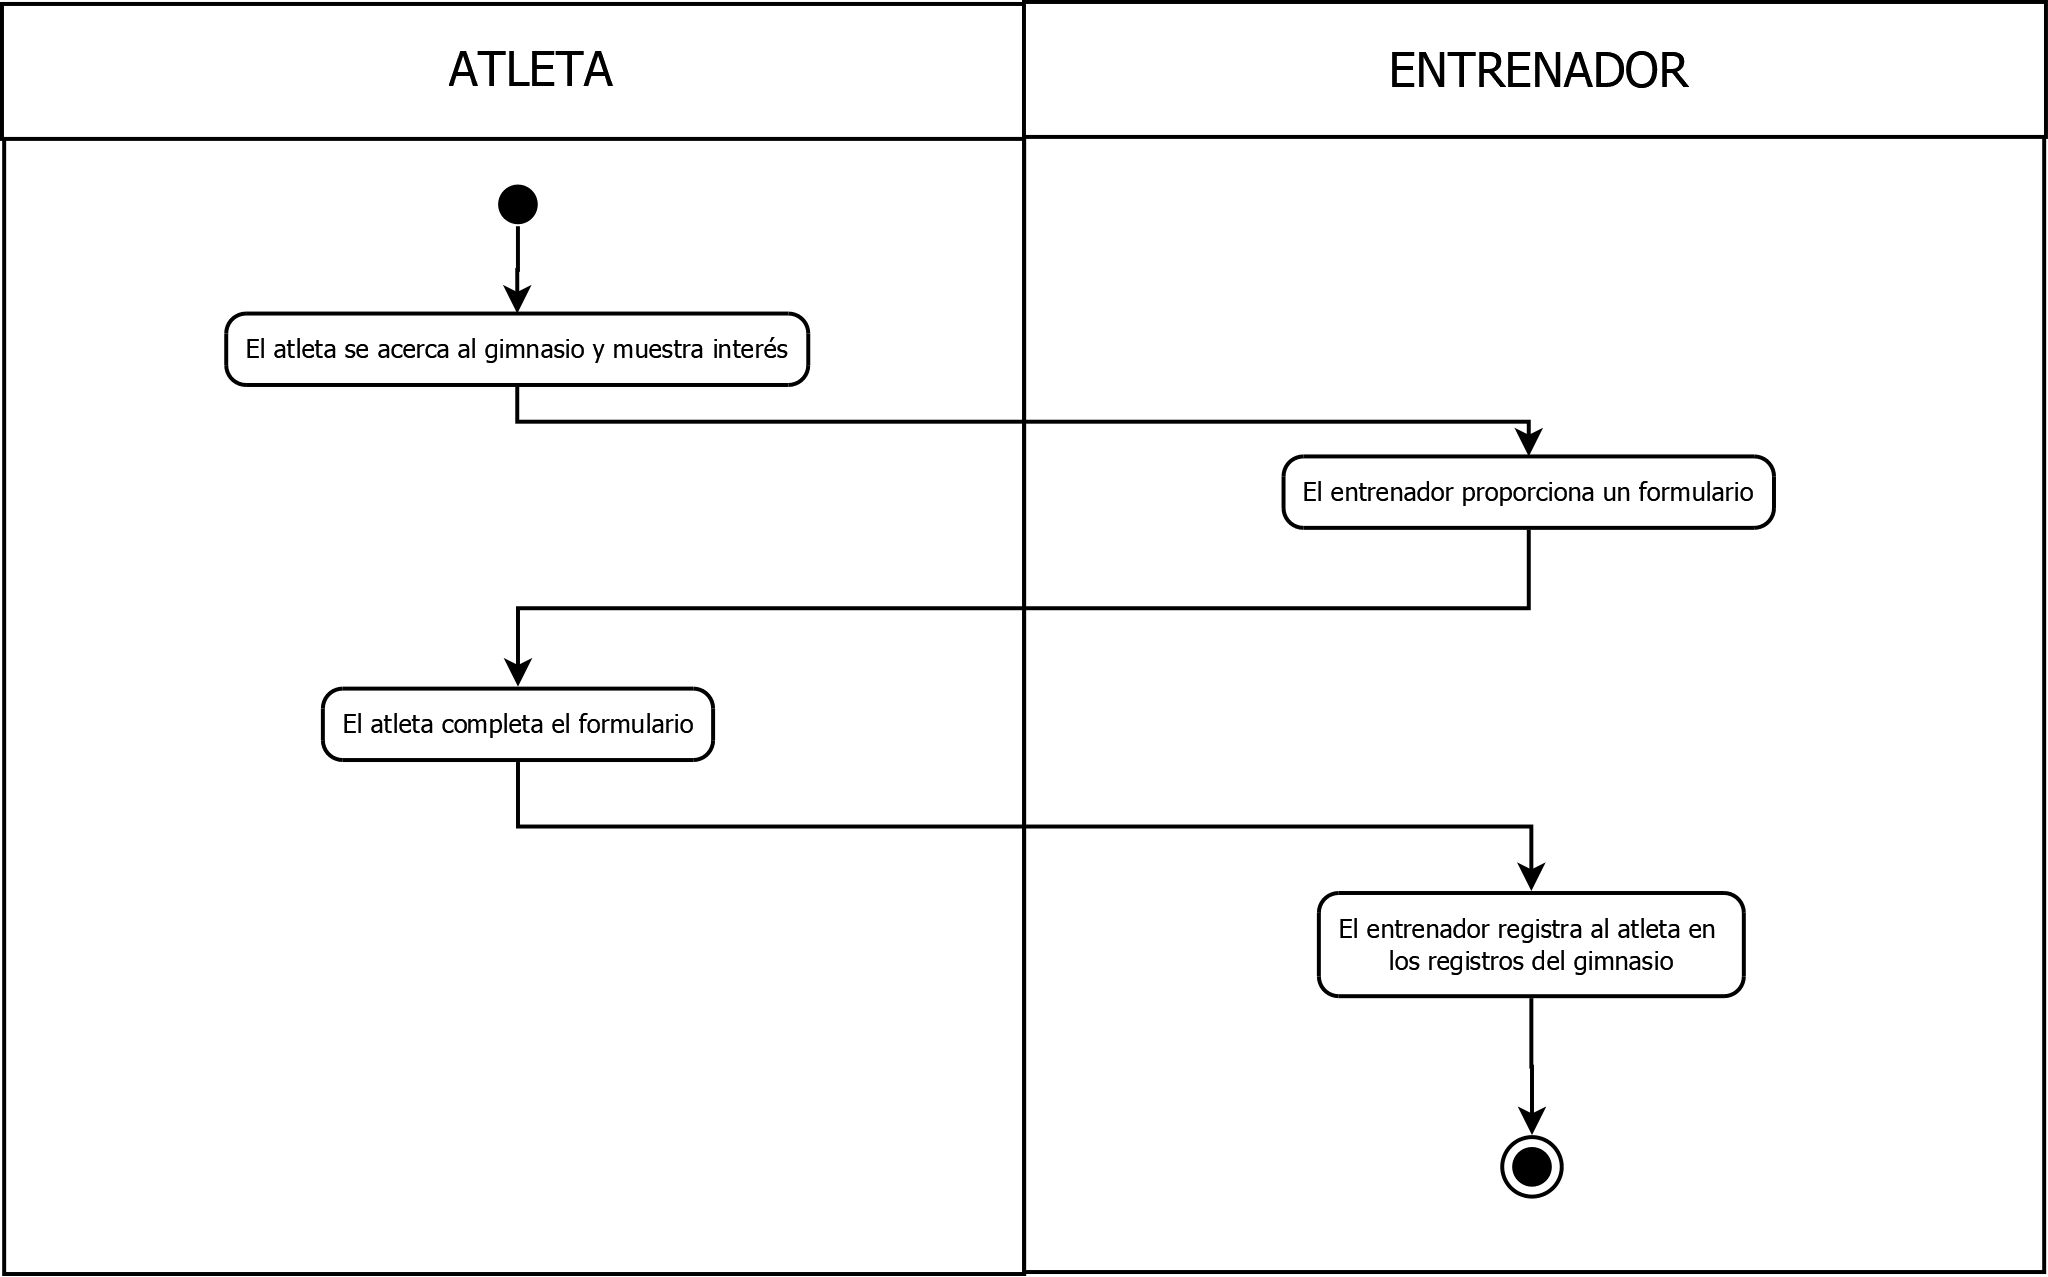 ATLETA
ENTRENADOR
El atleta se acerca al gimnasio y muestra interés
El entrenador proporciona un formulario
El atleta completa el formulario
El entrenador registra al atleta en
los registros del gimnasio